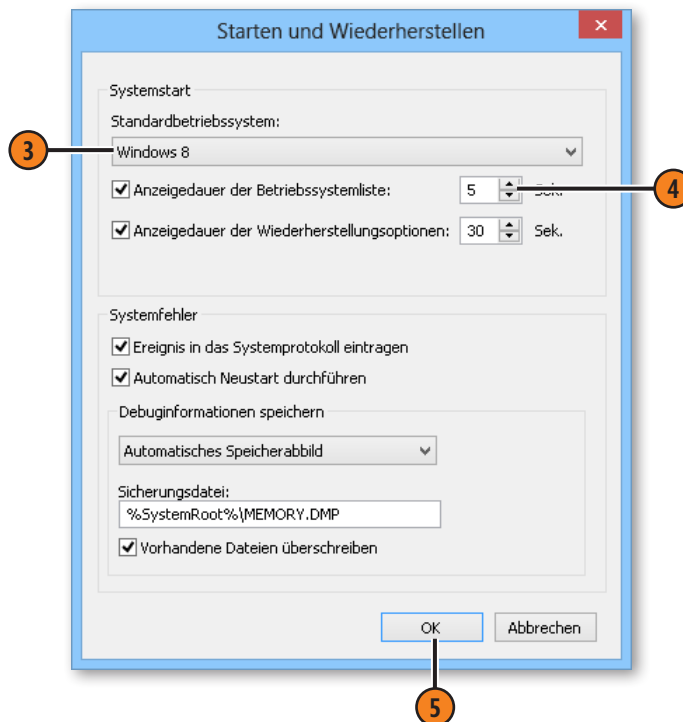 Starten und Wiederherstellen
Systemstart
Standardbetriebssystem:
3
Windows 8
Anzeigedauer der Betriebssystemliste: 5 Sek.
4
Anzeigedauer der Wiederherstellungsoptionen: 30 Sek.
Systemfehler
Ereignis in das Systemprotokoll eintragen
Automatisch Neustart durchführen
Debuginformationen speichern
Automatisches Speicherabbild
Sicherungsdatei:
%SystemRoot%\MEMORY.DMP
Vorhandene Dateien überschreiben
OK Abbrechen
5